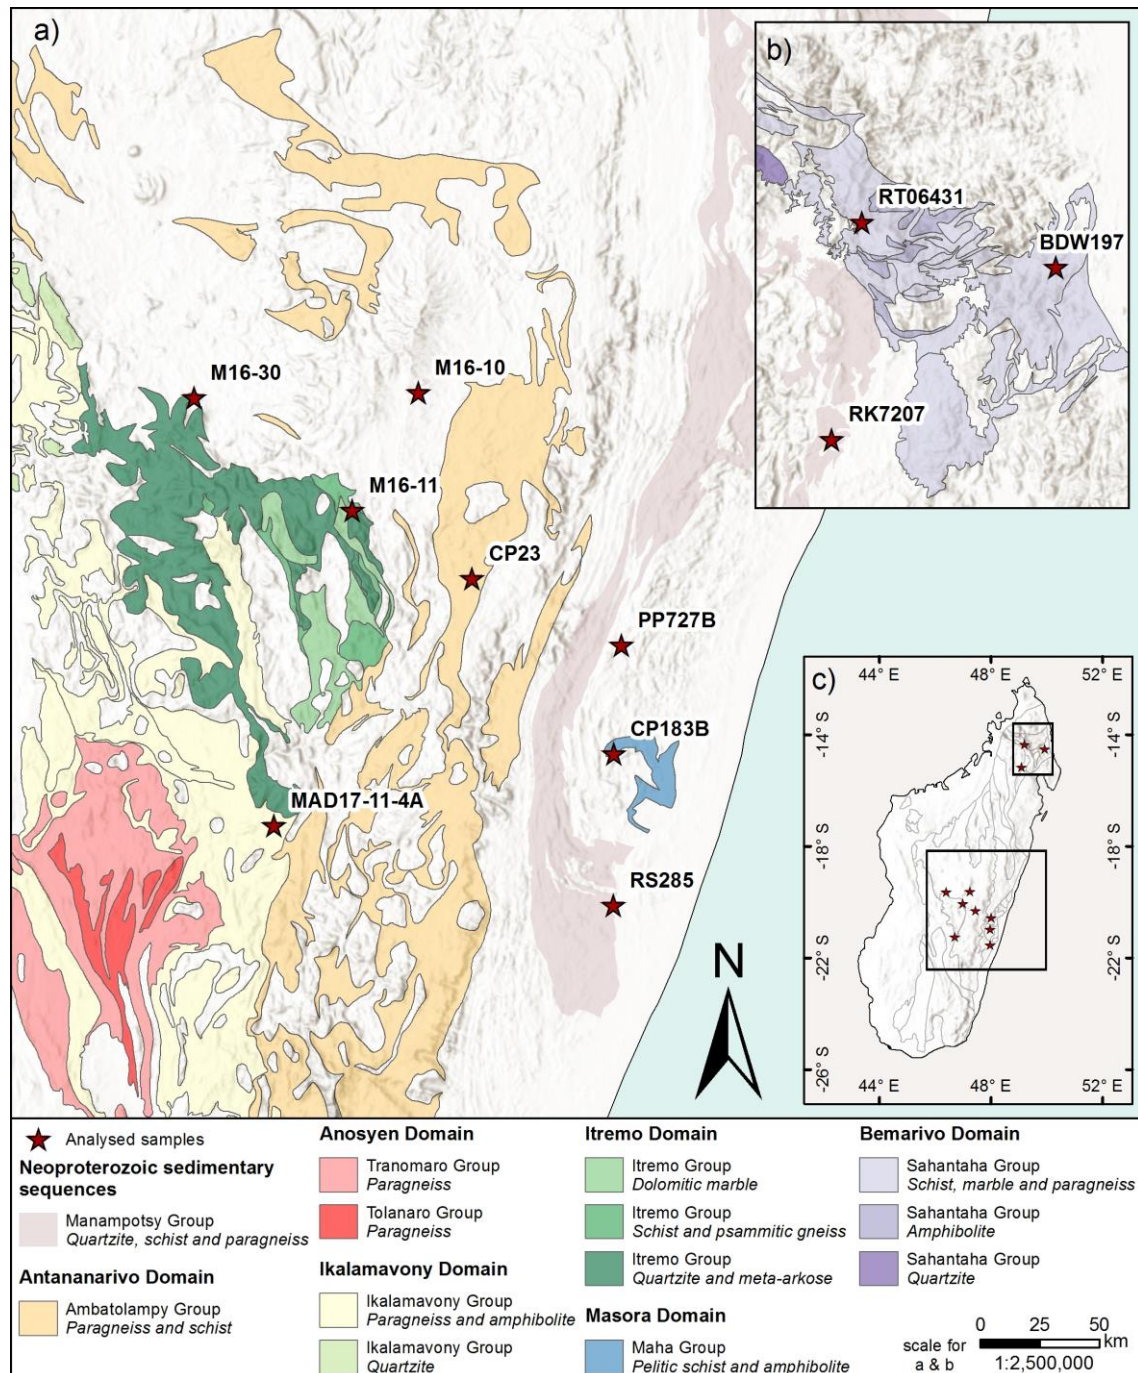 a)
b)
RT06431
BDW197
RK7207
M16-30
M16-10
M16-11
CP23
PP727B
CP183B
MAD17-11-4A
RS285
N
c)
44° E 48° E 52° E
-14° S
-14° S
-18° S
-18° S
-22° S
-22° S
-26° S
-26° S
44° E 48° E 52° E
Analysed samples
Neoproterozoic sedimentary
sequences
Manampotsy Group
Quartzite, schist and paragneiss
Antananarivo Domain
Ambatolampy Group
Paragneiss and schist
Anosyen Domain
Tranomaro Group
Paragneiss
Tolanaro Group
Paragneiss
Ikalamavony Domain
Ikalamavony Group
Paragneiss and amphibolite
Ikalamavony Group
Quartzite
Itremo Domain
Itremo Group
Dolomitic marble
Itremo Group
Schist and psammitic gneiss
Itremo Group
Quartzite and meta-arkose
Masora Domain
Maha Group
Pelitic schist and amphibolite
Bemarivo Domain
Sahantaha Group
Schist, marble and paragneiss
Sahantaha Group
Amphibolite
Sahantaha Group
Quartzite
0 25 50
km
scale for
a & b
1:2,500,000